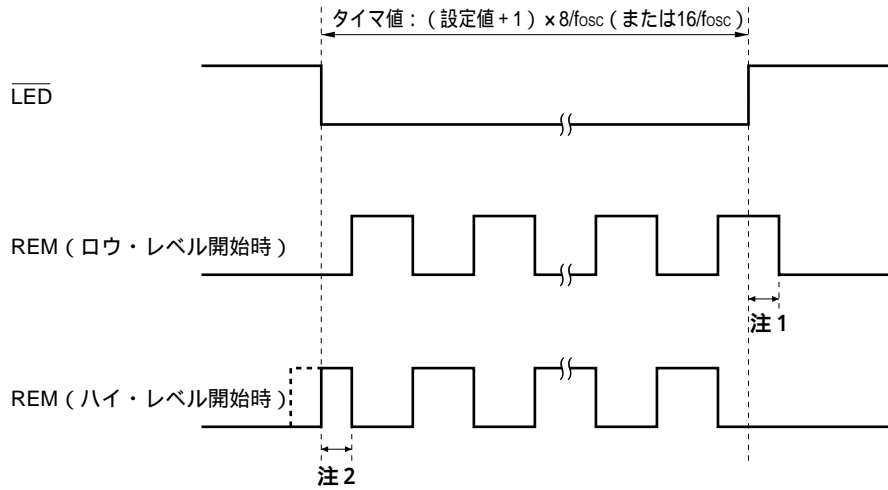 タイマ値：（設定値＋1）×8/fosc（または16/fosc）
LED
REM（ロウ・レベル開始時）
注1
REM（ハイ・レベル開始時）
注2